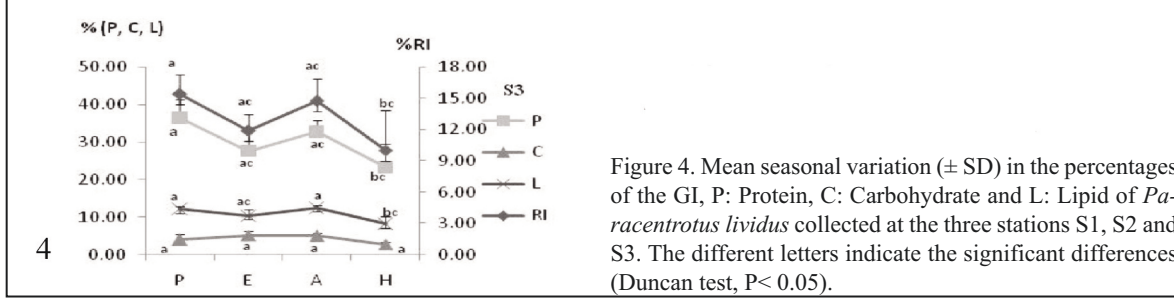 % (P, C, L)
%RI
50.00
40.00
30.00
20.00
10.00
0.00
a
ac
ac
bc
a
ac
ac
bc
a
ac
a
bc
a
a
a
a
18.00
15.00
12.00
9.00
6.00
3.00
0.00
S3
P
C
L
RI
P E A H
4
Figure 4. Mean seasonal variation (± SD) in the percentages
of the GI, P: Protein, C: Carbohydrate and L: Lipid of Pa-
racentrotus lividus collected at the three stations S1, S2 and
S3. The different letters indicate the significant differences
(Duncan test, P< 0.05).